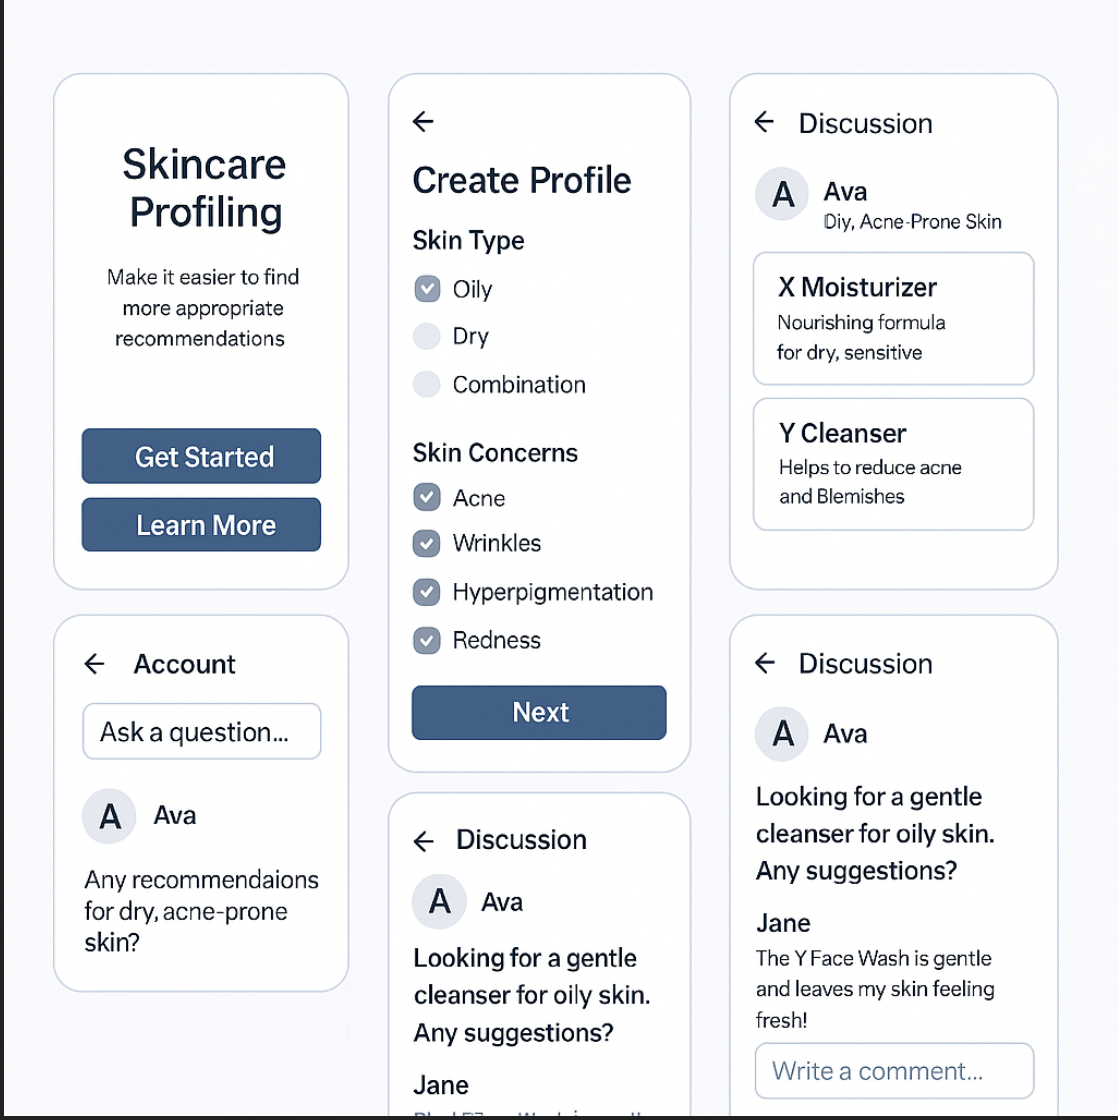 Skincare
Profiling
Make it easier to find
more appropriate
recommendations
Get Started
Learn More
Account
Ask a question...
A
Ava
Any recommendaions
for dry, acne-prone
skin?
Create Profile
Skin Type
Oily
Dry
Combination
Skin Concerns
Acne
Wrinkles
Hyperpigmentation
Redness
Next
Discussion
A
Ava
Looking for a gentle
cleanser for oily skin.
Any suggestions?
Jane
Discussion
A
Ava
Diy, Acne-Prone Skin
X Moisturizer
Nourishing formula
for dry, sensitive
Y Cleanser
Helps to reduce acne
and Blemishes
Discussion
A
Ava
Looking for a gentle
cleanser for oily skin.
Any suggestions?
Jane
The Y Face Wash is gentle
and leaves my skin feeling
fresh!
Write a comment...